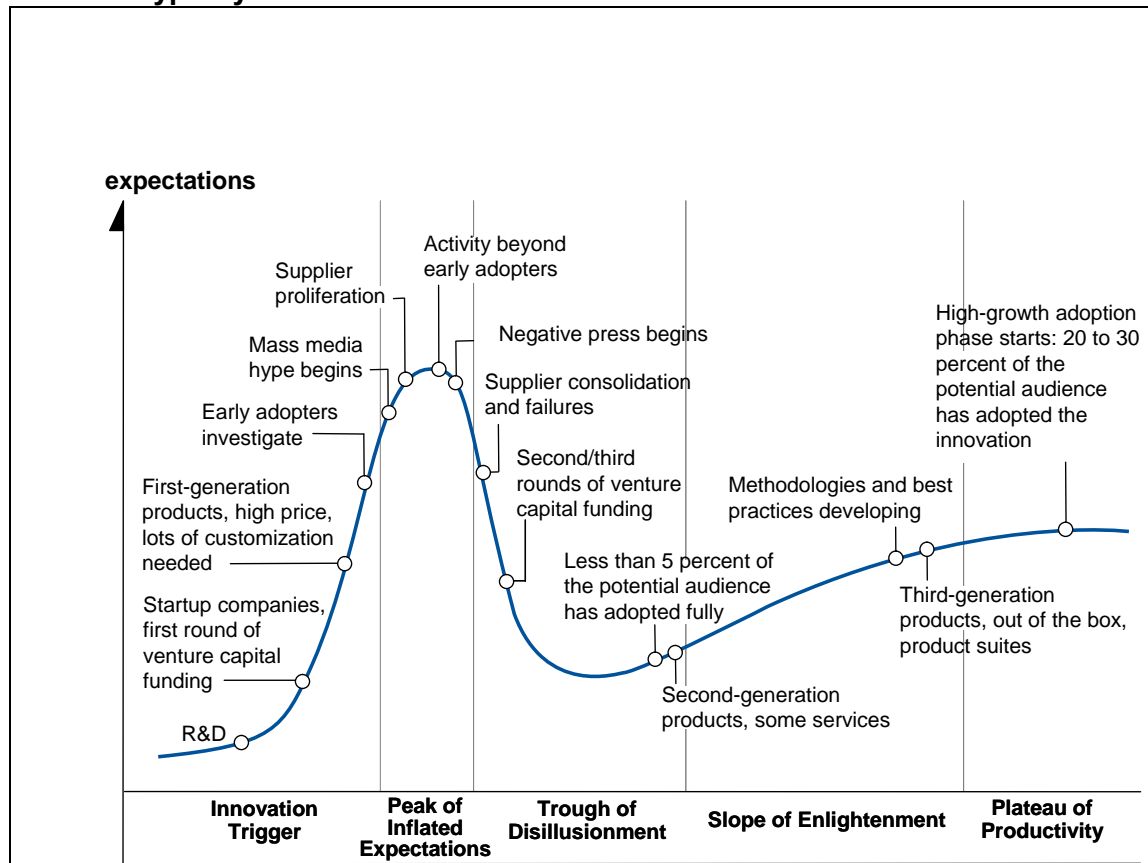 expectations
Activity beyond
early adopters
Supplier
proliferation
Negative press begins
Mass media
hype begins
Supplier consolidation
and failures
Early adopters
investigate
Second/third
rounds of venture
capital funding
First-generation
products, high price,
lots of customization
needed
Less than 5 percent of
the potential audience
has adopted fully
Startup companies,
first round of
venture capital
funding
R&D
Second-generation
products, some services
Methodologies and best
practices developing
Third-generation
products, out of the box,
product suites
High-growth adoption
phase starts: 20 to 30
percent of the
potential audience
has adopted the
innovation
Innovation
Trigger
Peak of
Inflated
Expectations
Trough of
Disillusionment
Slope of Enlightenment
Plateau of
Productivity